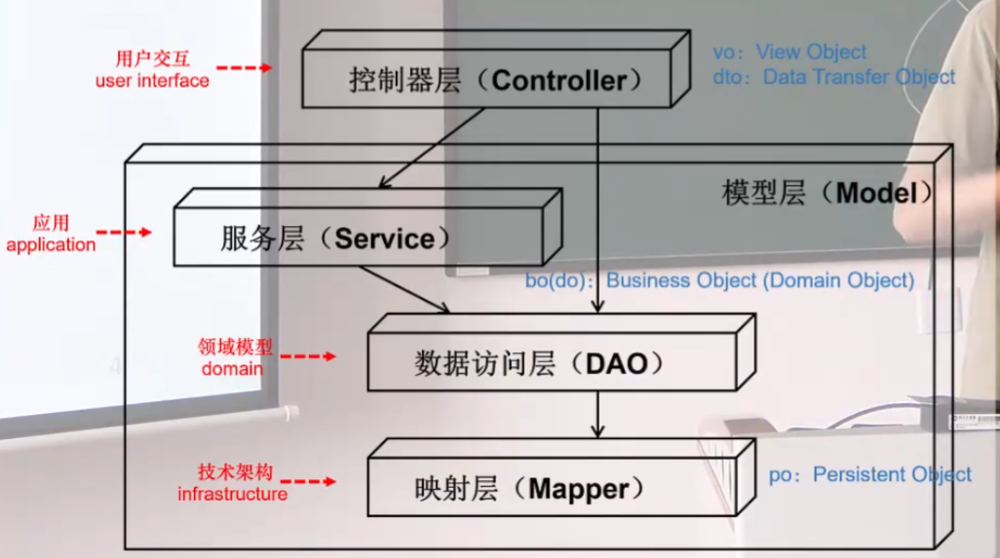 用户交互
user interface
控制器层（Controller）
vo：View Object
dto：Data Transfer Object
模型层（Model）
应用
application
服务层（Service）
bo(do)：Business Object (Domain Object)
领域模型
domain
数据访问层（DAO）
技术架构
infrastructure
映射层（Mapper）
po：Persistent Object